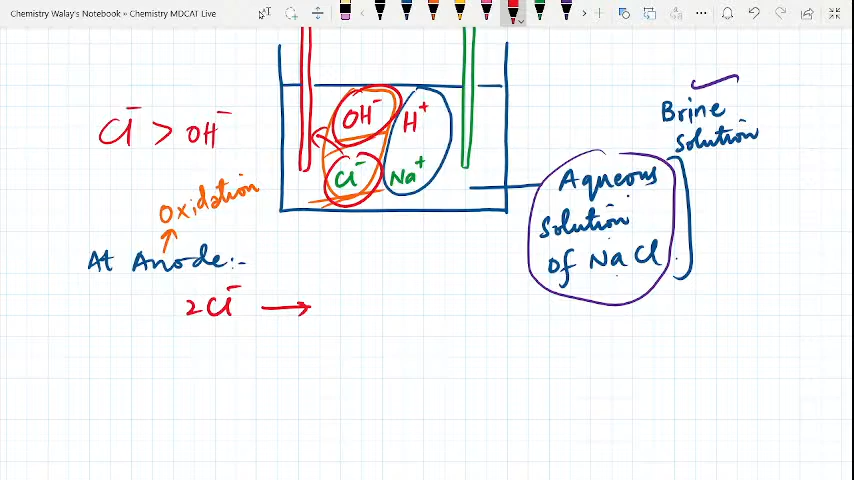 Chemistry Walay's Notebook » Chemistry MDCAT Live
Cl⁻ > OH⁻
OH⁻
H⁺
Cl⁻
Na⁺
Brine
solution
Aqueous
solution
of NaCl
Oxidation
At Anode:-
2Cl⁻ →